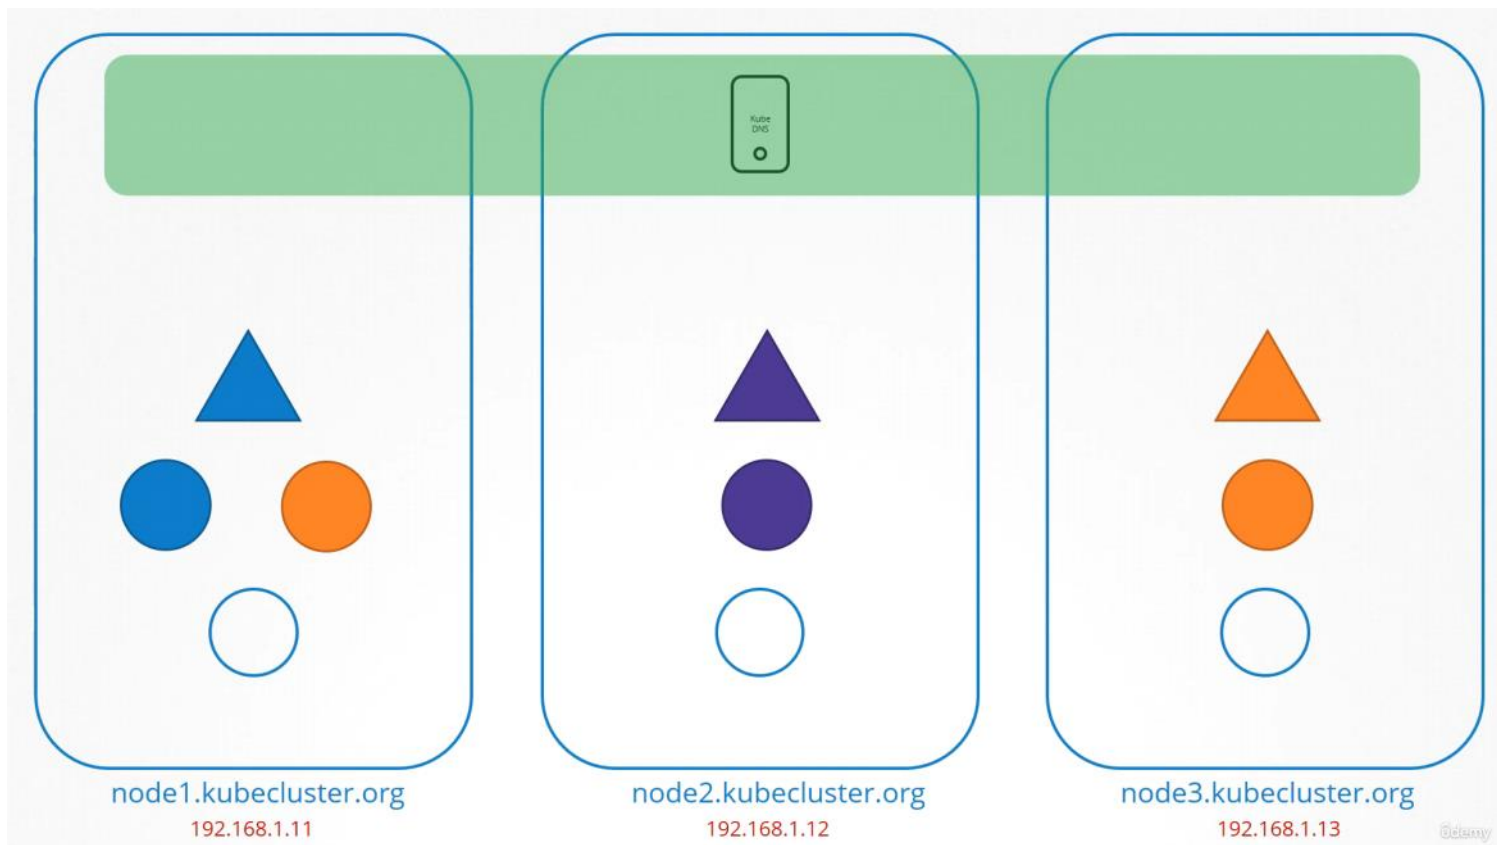 Kube
DNS
node1.kubecluster.org
192.168.1.11
node2.kubecluster.org
192.168.1.12
node3.kubecluster.org
192.168.1.13
ûdemy